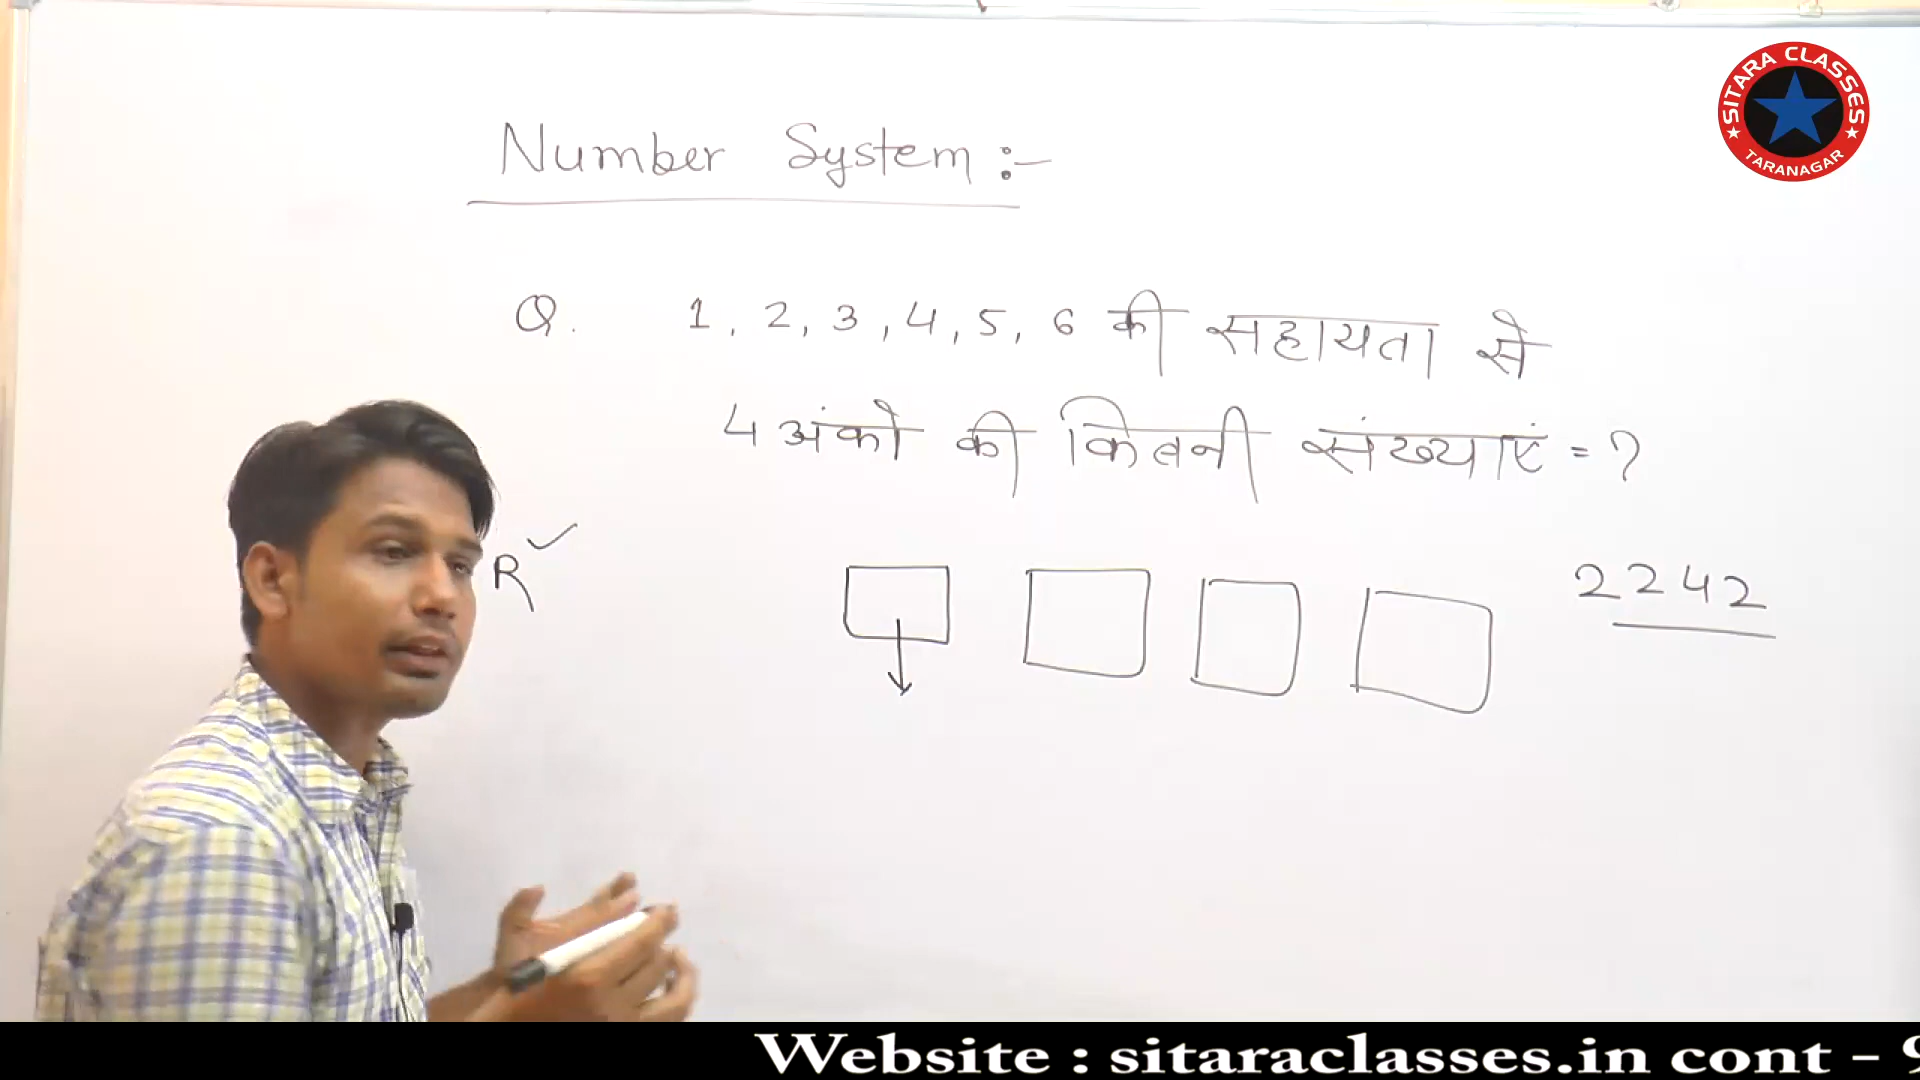 SITARA CLASSES
TARANAGAR
Number System :-
Q. 1, 2, 3, 4, 5, 6 की सहायता से
4 अंको की कितनी संख्याएं = ?
R ✓
2242
Website : sitaraclasses.in cont - 9